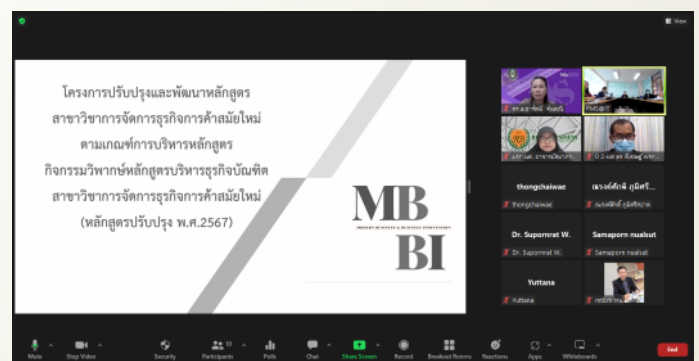 View
โครงการปรับปรุงและพัฒนาหลักสูตร
สาขาวิชาการจัดการธุรกิจการค้าสมัยใหม่
ตามเกณฑ์การบริหารหลักสูตร
กิจกรรมวิพากษ์หลักสูตรบริหารธุรกิจบัณฑิต
สาขาวิชาการจัดการธุรกิจการค้าสมัยใหม่
(หลักสูตรปรับปรุง พ.ศ.2567)
MB
MODERN BUSINESS & BUSINESS INNOVATION
BI
thongchaiwae
thongchaiwae
Dr. Supornrat W.
Dr. Supornrat W.
Samaporn nualsut
Samaporn nualsut
Yuttana
Yuttana
Mute
Stop Video
Security
10
Participants
Polls
Chat
Share Screen
Record
Breakout Rooms
Reactions
Apps
Whiteboards
End